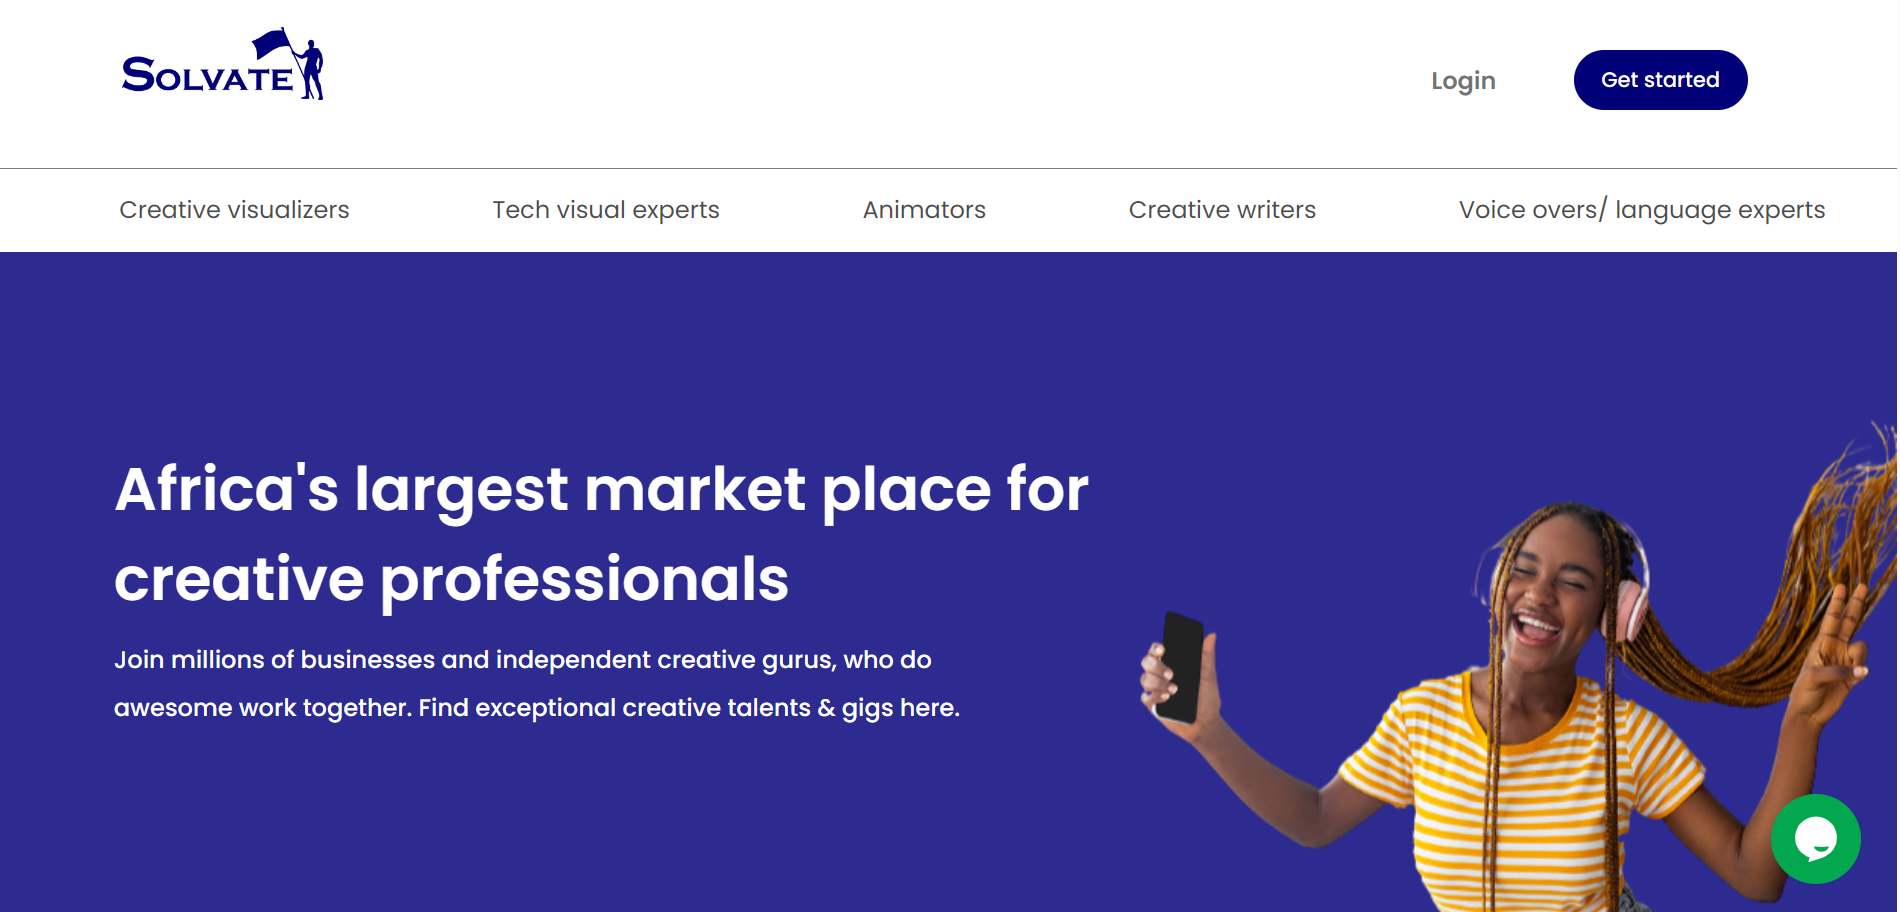 SOLVATE
Login
Get started
Creative visualizers
Tech visual experts
Animators
Creative writers
Voice overs/ language experts
Africa's largest market place for
creative professionals
Join millions of businesses and independent creative gurus, who do
awesome work together. Find exceptional creative talents & gigs here.